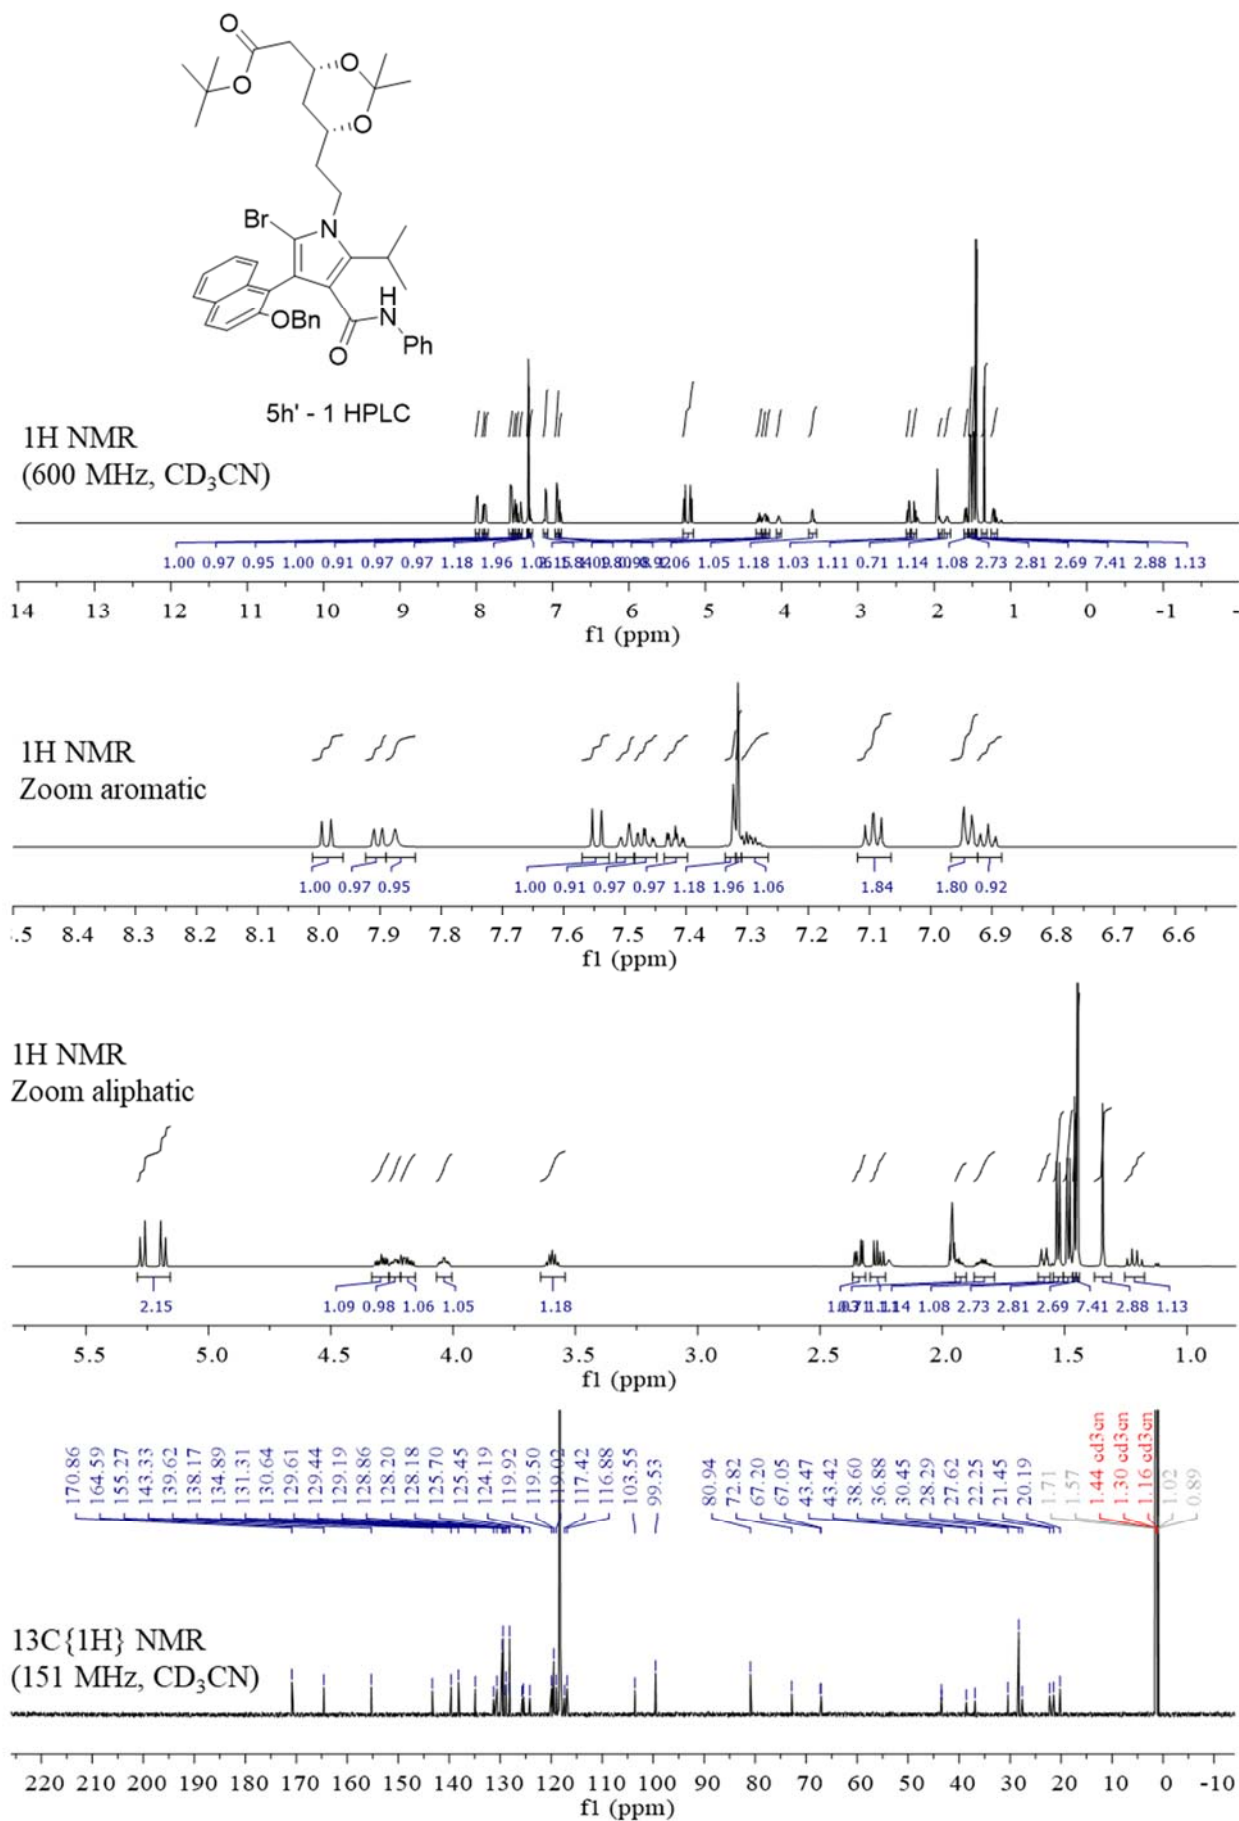 O
O
O
O
Br
N
H
OBn
N
O
Ph
5h' - 1 HPLC
1H NMR
(600 MHz, CD₃CN)
1.00 0.97 0.95 1.00 0.91 0.97 0.97 1.18 1.96 1.05 1.18 1.03 1.11 0.71 1.14 1.08 2.73 2.81 2.69 7.41 2.88 1.13
14 13 12 11 10 9 8 7 6 5 4 3 2 1 0 -1
f1 (ppm)
1H NMR
Zoom aromatic
1.00 0.97 0.95 1.00 0.91 0.97 0.97 1.18 1.96 1.06 1.84 1.80 0.92
8.4 8.3 8.2 8.1 8.0 7.9 7.8 7.7 7.6 7.5 7.4 7.3 7.2 7.1 7.0 6.9 6.8 6.7 6.6
f1 (ppm)
1H NMR
Zoom aliphatic
2.15 1.09 0.98 1.06 1.05 1.18 1.08 2.73 2.81 2.69 7.41 2.88 1.13
5.5 5.0 4.5 4.0 3.5 3.0 2.5 2.0 1.5 1.0
f1 (ppm)
170.86 164.59 155.27 143.33 139.62 138.17 134.89 131.31 130.64 129.61 129.44 129.19 128.86 128.20 128.18 125.70 125.45 124.19 119.92 119.50 119.02 117.42 116.88 103.55 99.53 80.94 72.82 67.20 67.05 43.47 43.42 38.60 36.88 30.45 28.29 27.62 22.25 21.45 20.19 1.71 1.57 1.44 cd3cn 1.30 cd3cn 1.16 cd3cn 1.02 0.89
13C{1H} NMR
(151 MHz, CD₃CN)
220 210 200 190 180 170 160 150 140 130 120 110 100 90 80 70 60 50 40 30 20 10 0 -10
f1 (ppm)